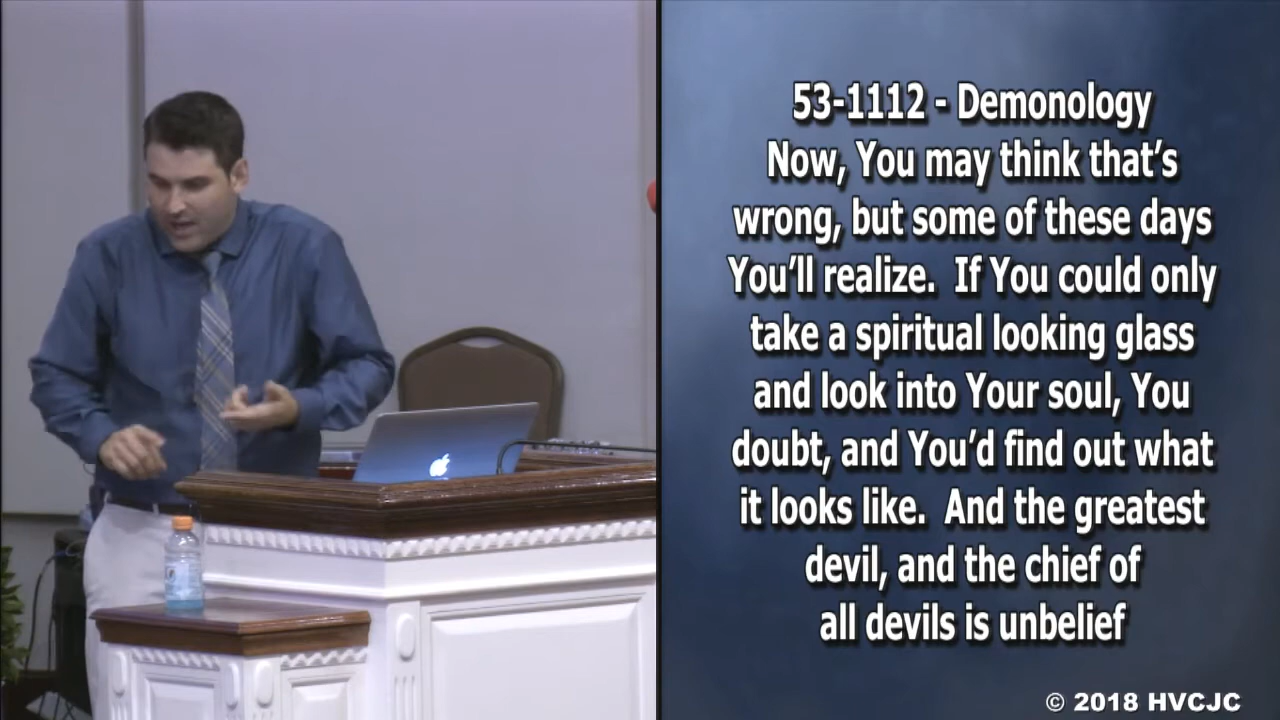 53-1112 - Demonology
Now, You may think that’s
wrong, but some of these days
You’ll realize.  If You could only
take a spiritual looking glass
and look into Your soul, You
doubt, and You’d find out what
it looks like.  And the greatest
devil, and the chief of
all devils is unbelief
© 2018 HVCJC